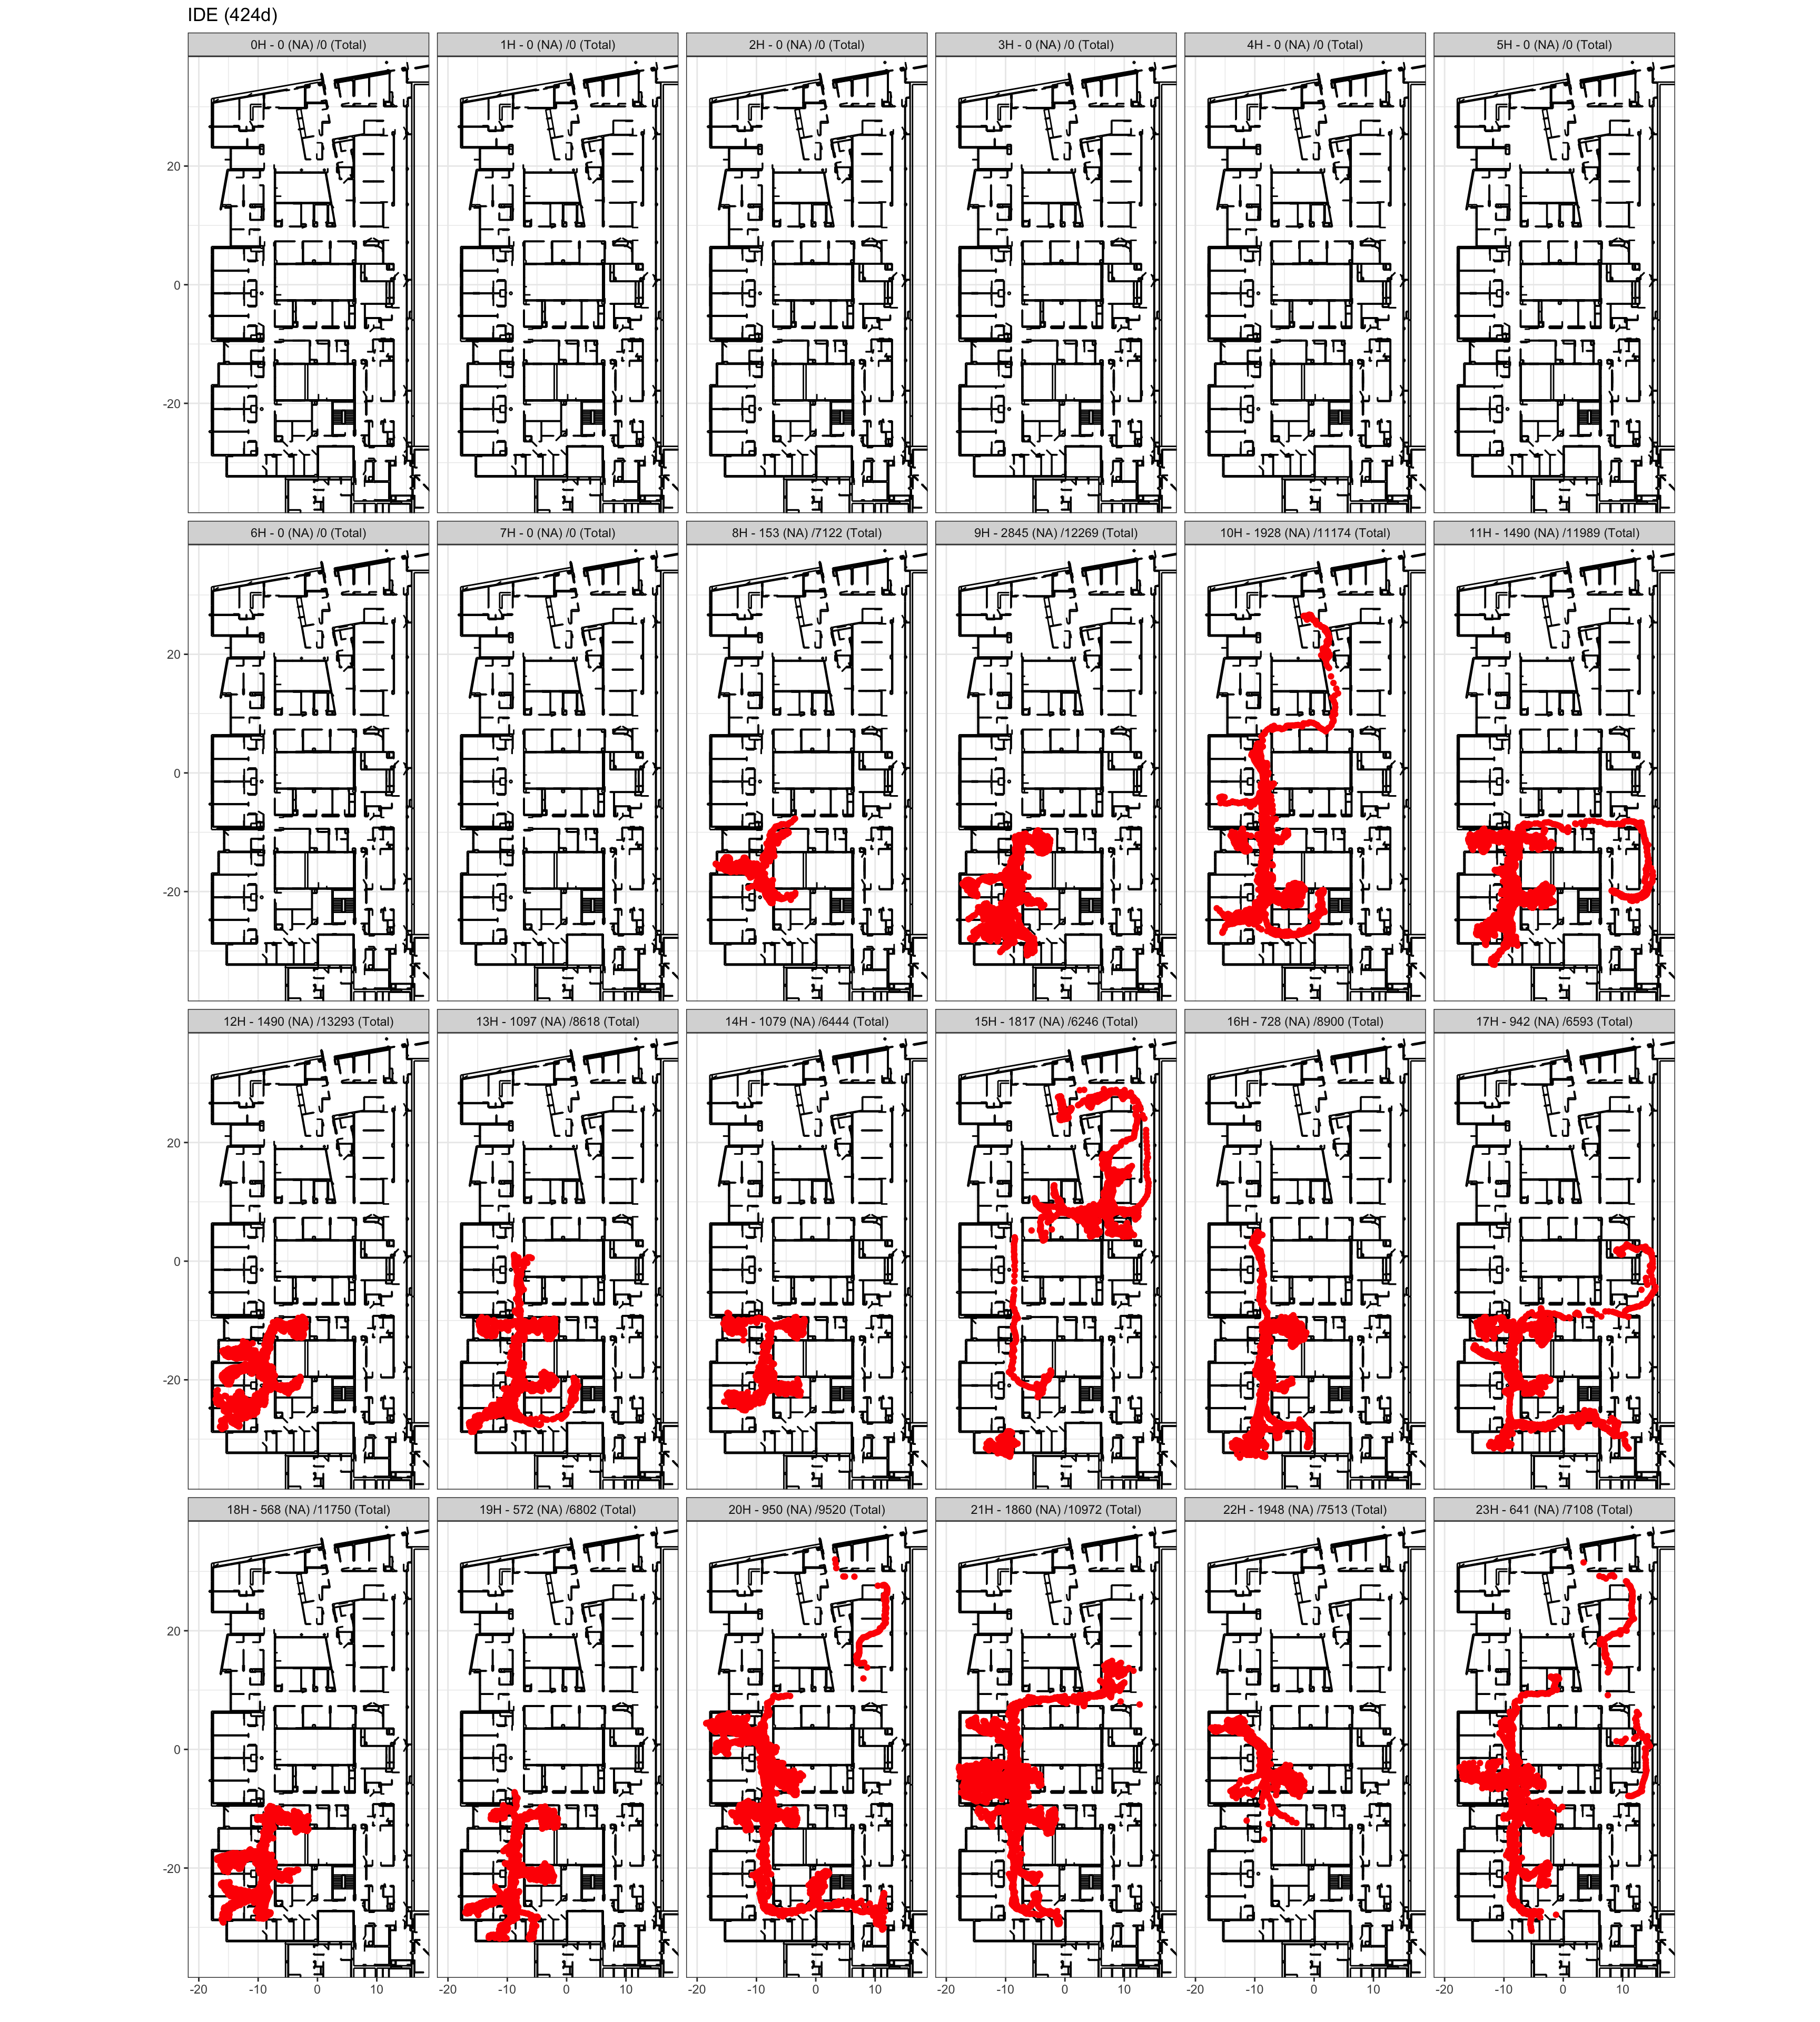 IDE (424d)
0H - 0 (NA) /0 (Total) 1H - 0 (NA) /0 (Total) 2H - 0 (NA) /0 (Total) 3H - 0 (NA) /0 (Total) 4H - 0 (NA) /0 (Total) 5H - 0 (NA) /0 (Total)
20
0
-20
6H - 0 (NA) /0 (Total) 7H - 0 (NA) /0 (Total) 8H - 153 (NA) /7122 (Total) 9H - 2845 (NA) /12269 (Total) 10H - 1928 (NA) /11174 (Total) 11H - 1490 (NA) /11989 (Total)
20
0
-20
12H - 1490 (NA) /13293 (Total) 13H - 1097 (NA) /8618 (Total) 14H - 1079 (NA) /6444 (Total) 15H - 1817 (NA) /6246 (Total) 16H - 728 (NA) /8900 (Total) 17H - 942 (NA) /6593 (Total)
20
0
-20
18H - 568 (NA) /11750 (Total) 19H - 572 (NA) /6802 (Total) 20H - 950 (NA) /9520 (Total) 21H - 1860 (NA) /10972 (Total) 22H - 1948 (NA) /7513 (Total) 23H - 641 (NA) /7108 (Total)
20
0
-20
-20 -10 0 10 -20 -10 0 10 -20 -10 0 10 -20 -10 0 10 -20 -10 0 10 -20 -10 0 10